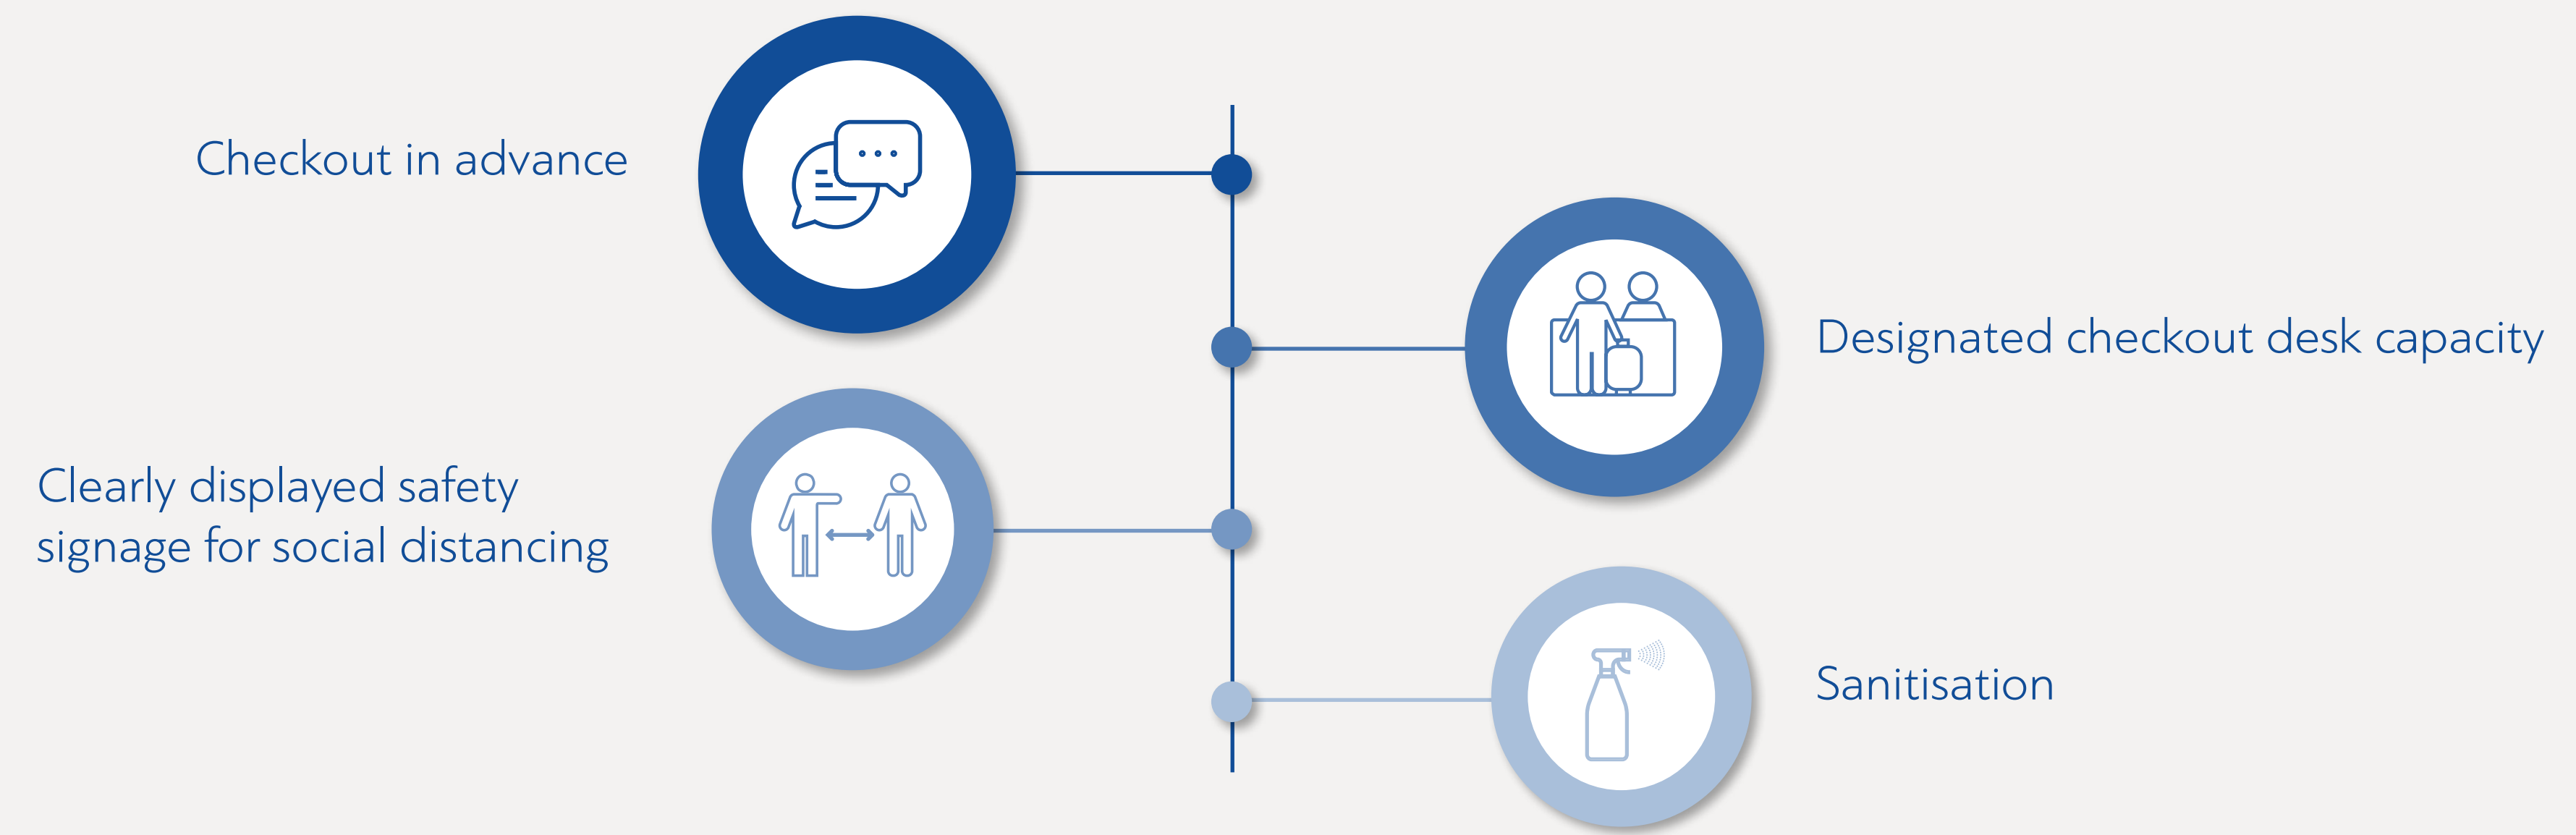 Checkout in advance
Designated checkout desk capacity
Clearly displayed safety
signage for social distancing
Sanitisation